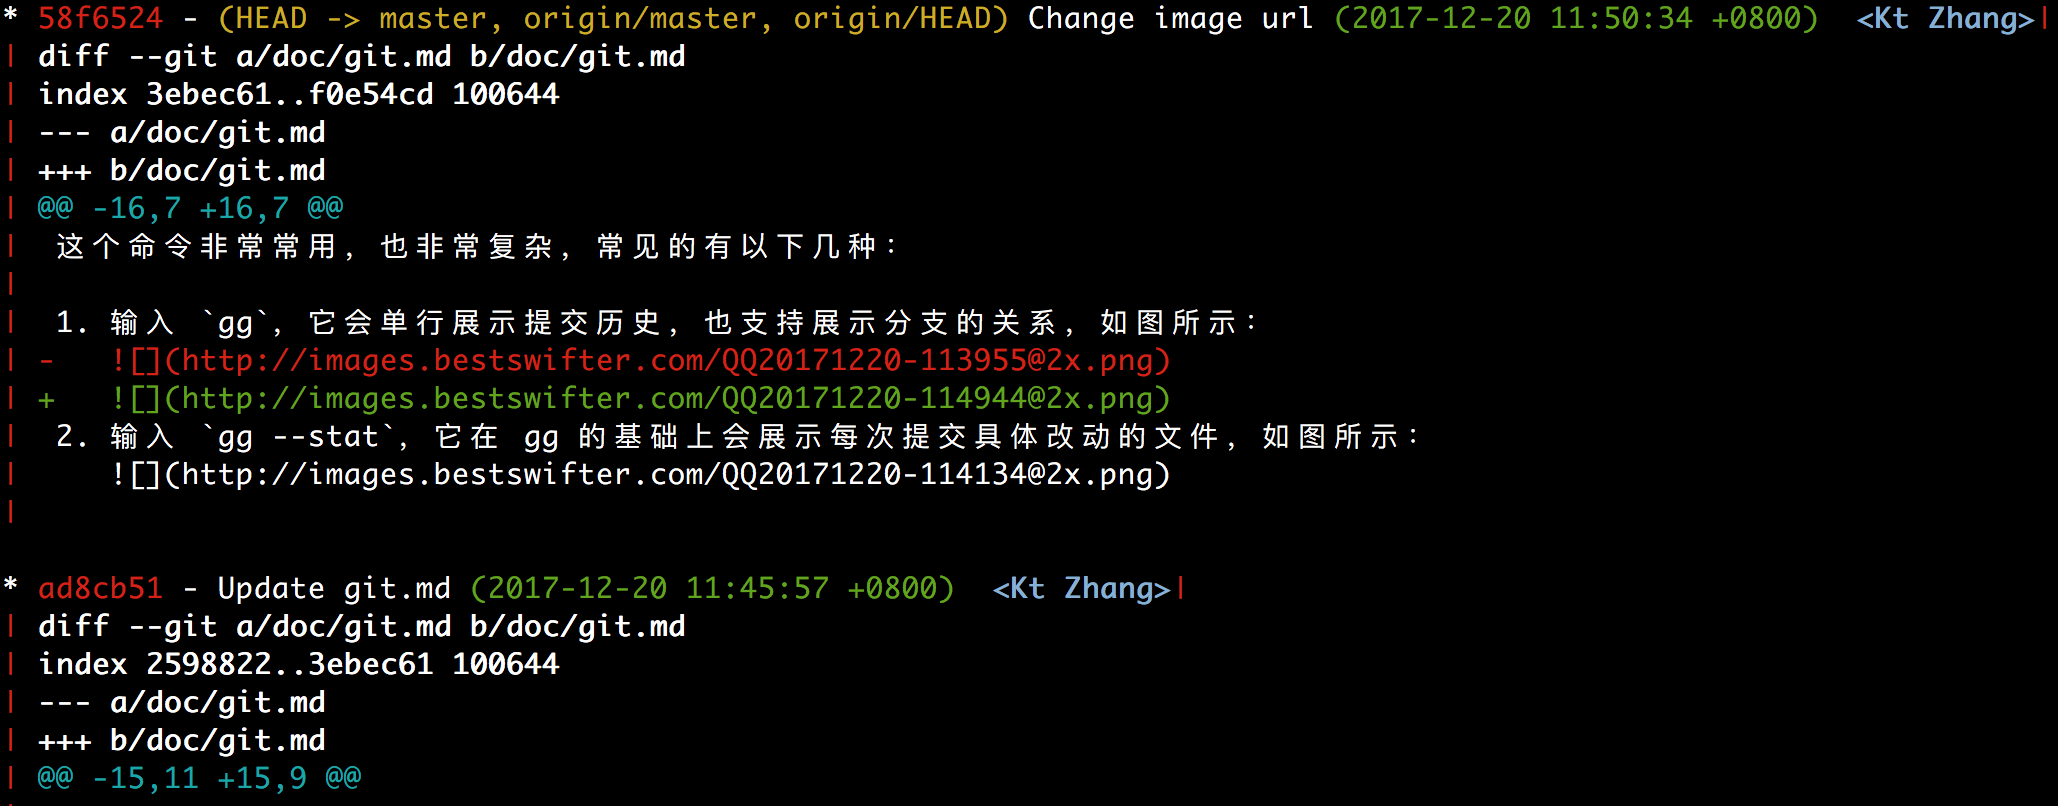 * 58f6524 - (HEAD -> master, origin/master, origin/HEAD) Change image url (2017-12-20 11:50:34 +0800)  <Kt Zhang>|
| diff --git a/doc/git.md b/doc/git.md
| index 3ebec61..f0e54cd 100644
| --- a/doc/git.md
| +++ b/doc/git.md
| @@ -16,7 +16,7 @@
|  这个命令非常常用，也非常复杂，常见的有以下几种：
|
|  1. 输入 `gg`，它会单行展示提交历史，也支持展示分支的关系，如图所示：
| -   ![](http://images.bestswifter.com/QQ20171220-113955@2x.png)
| +   ![](http://images.bestswifter.com/QQ20171220-114944@2x.png)
|  2. 输入 `gg --stat`，它在 gg 的基础上会展示每次提交具体改动的文件，如图所示：
|     ![](http://images.bestswifter.com/QQ20171220-114134@2x.png)
|
* ad8cb51 - Update git.md (2017-12-20 11:45:57 +0800)  <Kt Zhang>|
| diff --git a/doc/git.md b/doc/git.md
| index 2598822..3ebec61 100644
| --- a/doc/git.md
| +++ b/doc/git.md
| @@ -15,11 +15,9 @@